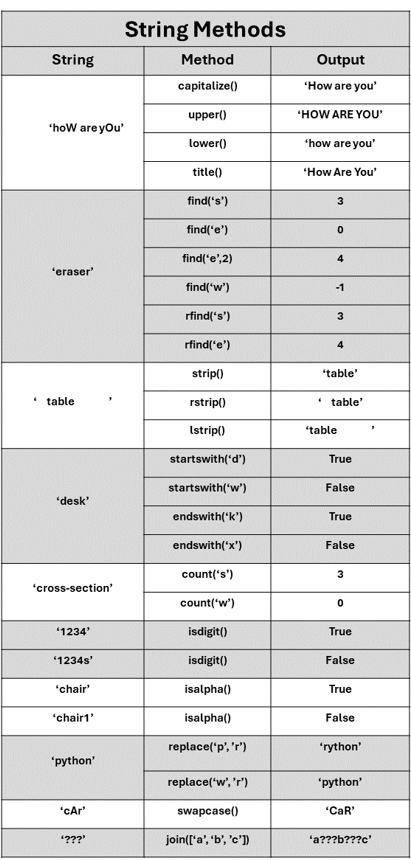 String Methods
String Method Output
‘hoW are yOu’ capitalize() ‘How are you’
upper() ‘HOW ARE YOU’
lower() ‘how are you’
title() ‘How Are You’
‘eraser’ find(‘s’) 3
find(‘e’) 0
find(‘e’,2) 4
find(‘w’) -1
rfind(‘s’) 3
rfind(‘e’) 4
‘   table         ’ strip() ‘table’
rstrip() ‘   table’
lstrip() ‘table         ’
‘desk’ startswith(‘d’) True
startswith(‘w’) False
endswith(‘k’) True
endswith(‘x’) False
‘cross-section’ count(‘s’) 3
count(‘w’) 0
‘1234’ isdigit() True
‘1234s’ isdigit() False
‘chair’ isalpha() True
‘chair1’ isalpha() False
‘python’ replace(‘p’, ’r’) ‘rython’
replace(‘w’, ’r’) ‘python’
‘cAr’ swapcase() ‘CaR’
‘???’ join([‘a’, ‘b’, ‘c’]) ‘a???b???c’